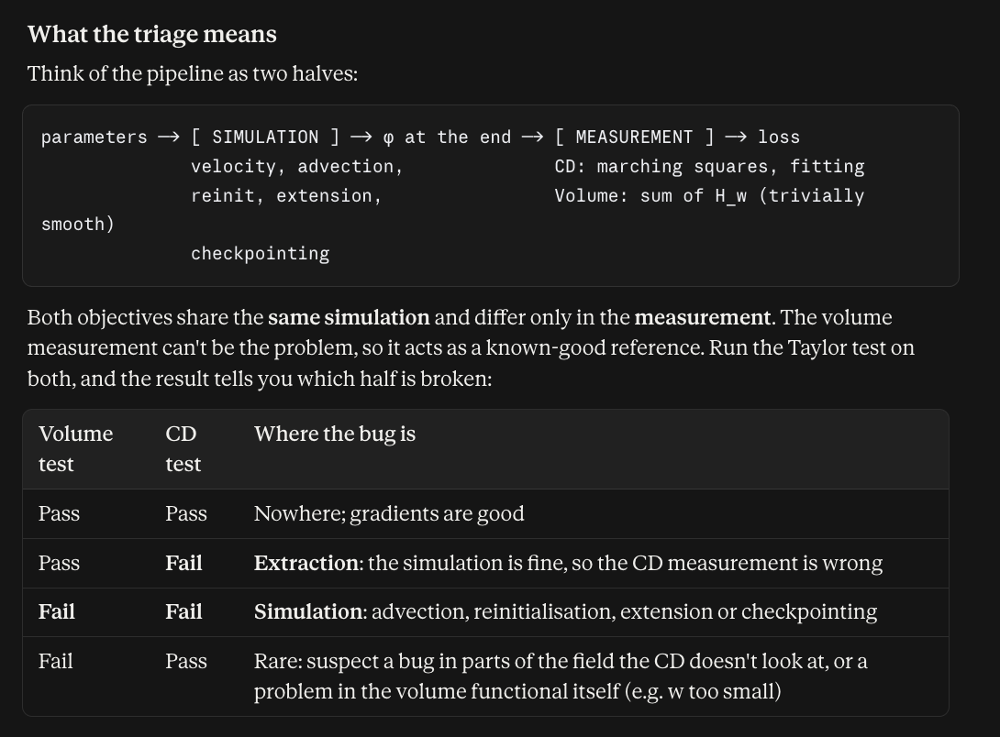 What the triage means
Think of the pipeline as two halves:
parameters → [ SIMULATION ] → φ at the end → [ MEASUREMENT ] → loss
velocity, advection, CD: marching squares, fitting
reinit, extension, Volume: sum of H_w (trivially
smooth)
checkpointing
Both objectives share the same simulation and differ only in the measurement. The volume
measurement can't be the problem, so it acts as a known-good reference. Run the Taylor test on
both, and the result tells you which half is broken:
Volume test CD test Where the bug is
Pass Pass Nowhere; gradients are good
Pass Fail Extraction: the simulation is fine, so the CD measurement is wrong
Fail Fail Simulation: advection, reinitialisation, extension or checkpointing
Fail Pass Rare: suspect a bug in parts of the field the CD doesn't look at, or a
problem in the volume functional itself (e.g. w too small)